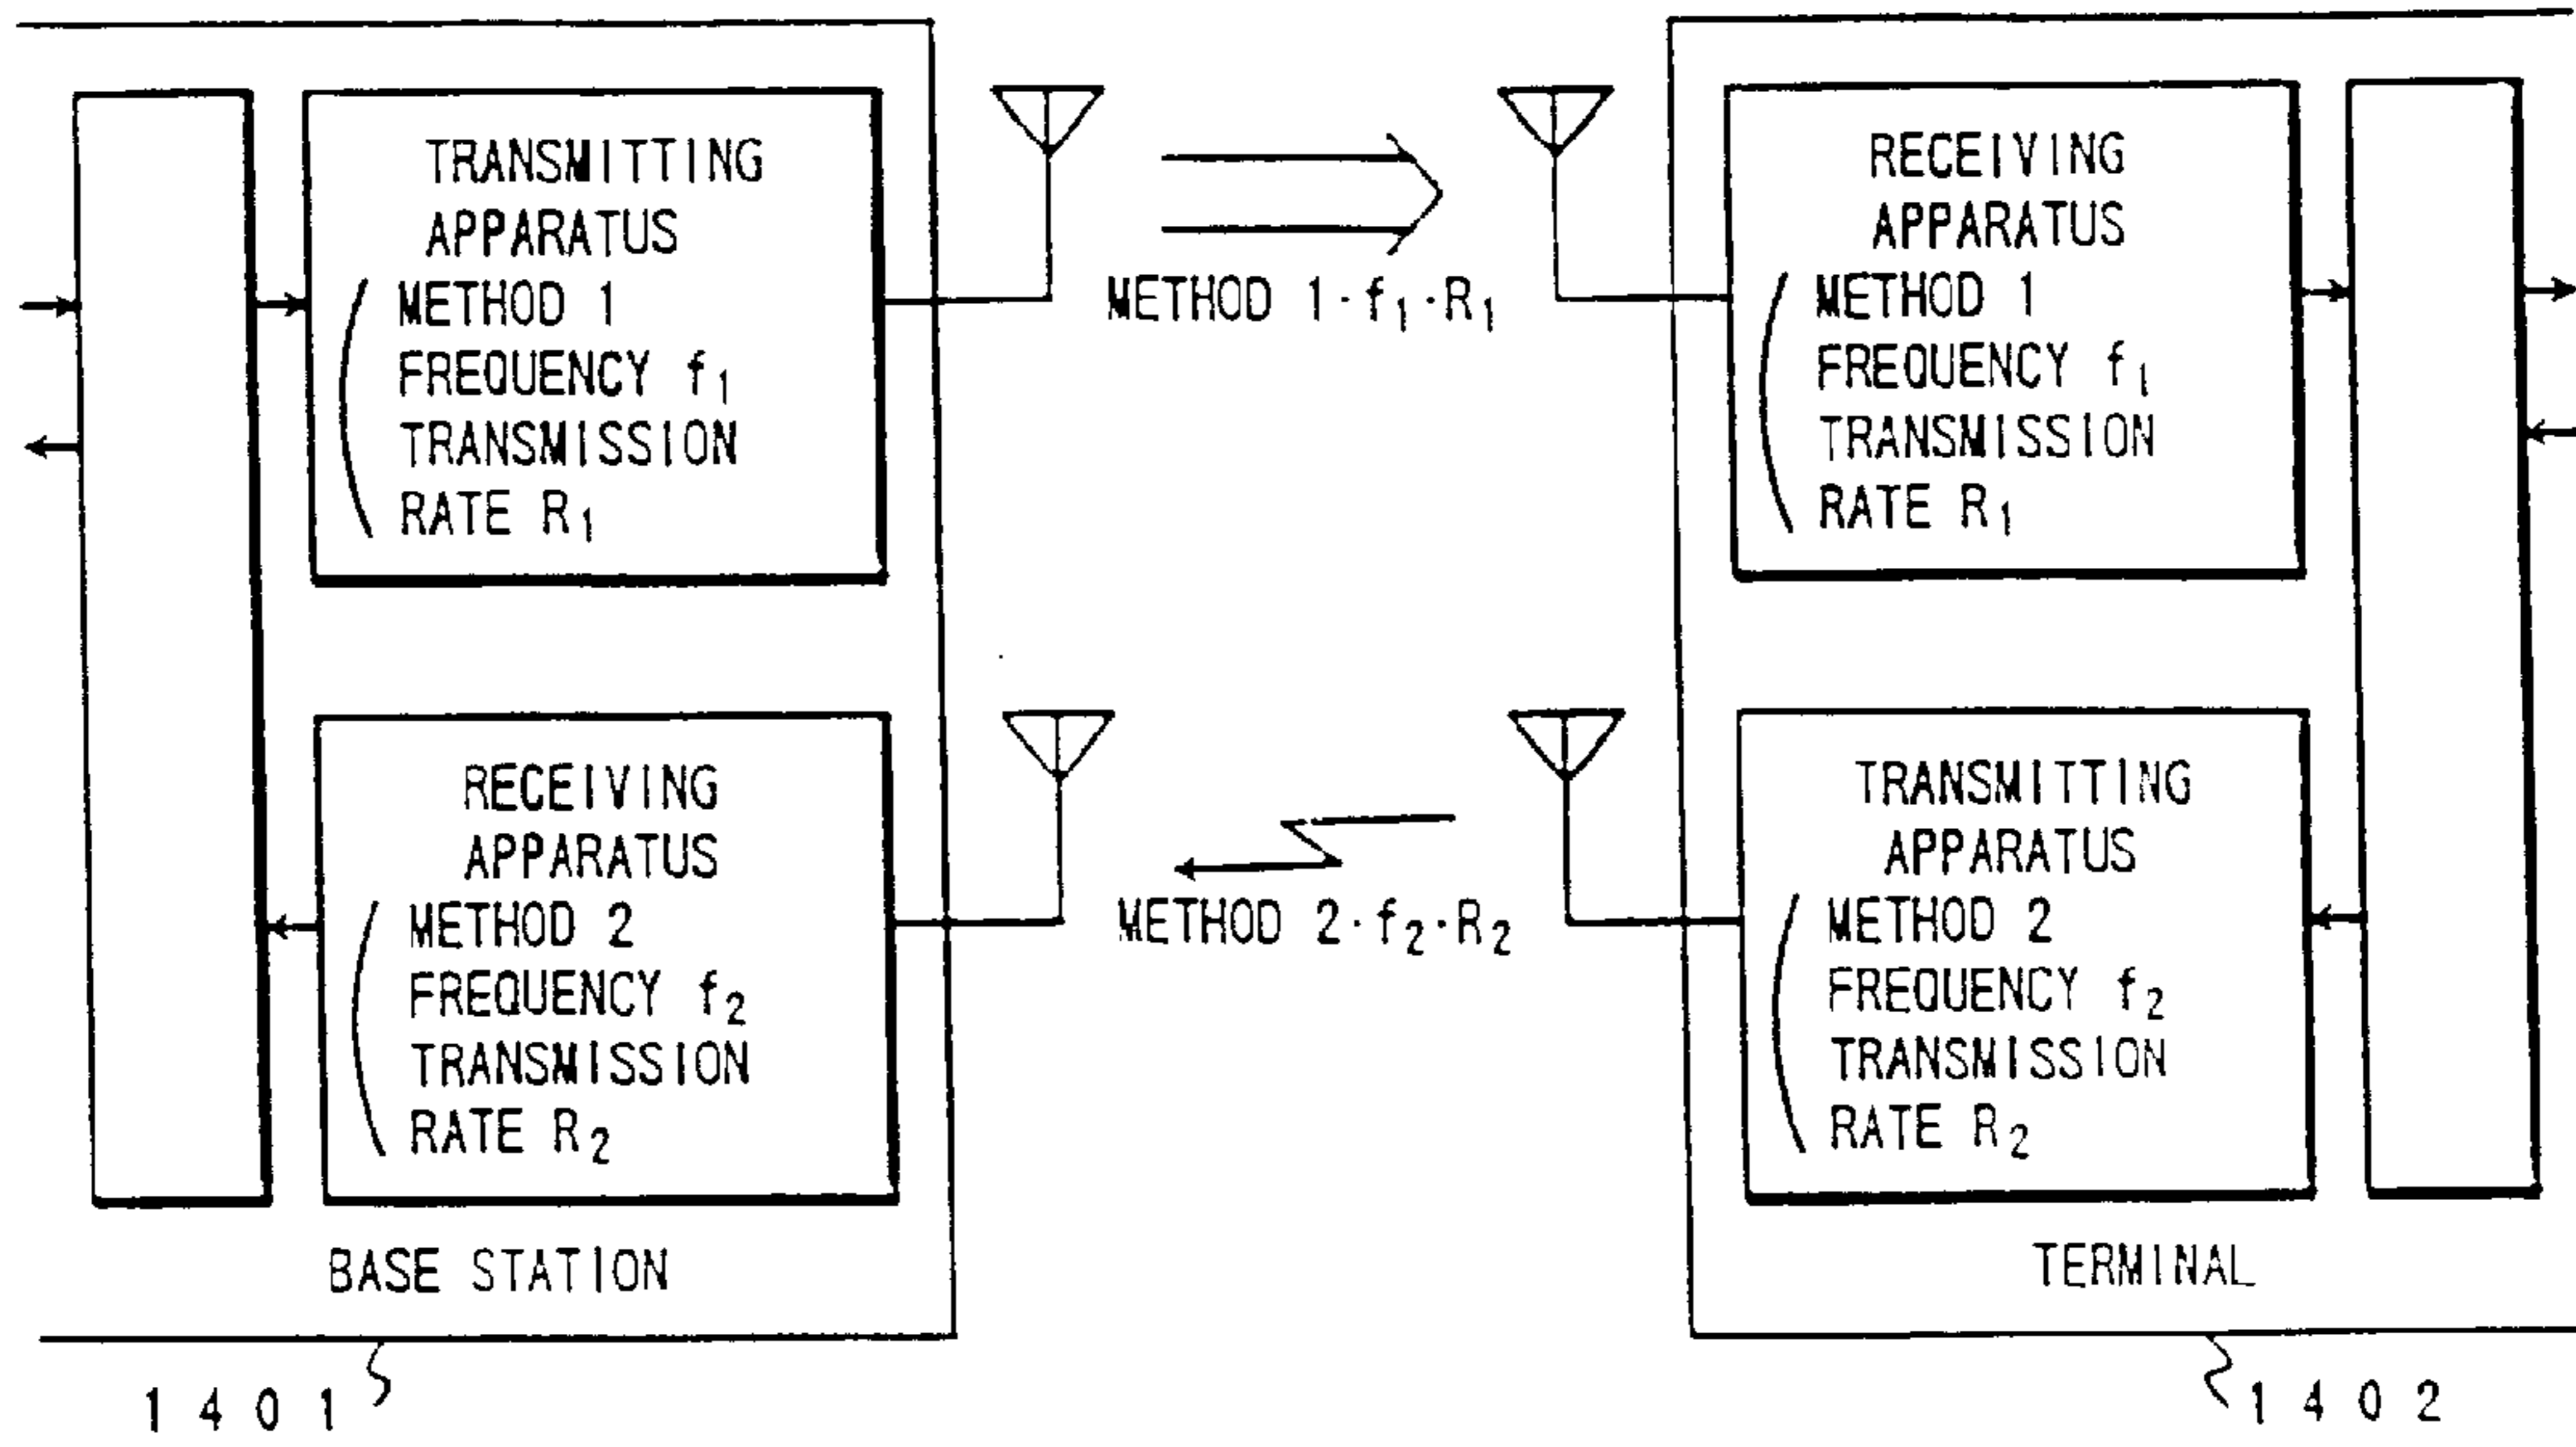 TRANSMITTING
APPARATUS
METHOD 1
FREQUENCY f₁
TRANSMISSION
RATE R₁
METHOD 1·f₁·R₁
RECEIVING
APPARATUS
METHOD 1
FREQUENCY f₁
TRANSMISSION
RATE R₁
RECEIVING
APPARATUS
METHOD 2
FREQUENCY f₂
TRANSMISSION
RATE R₂
METHOD 2·f₂·R₂
TRANSMITTING
APPARATUS
METHOD 2
FREQUENCY f₂
TRANSMISSION
RATE R₂
BASE STATION
TERMINAL
1401
1402